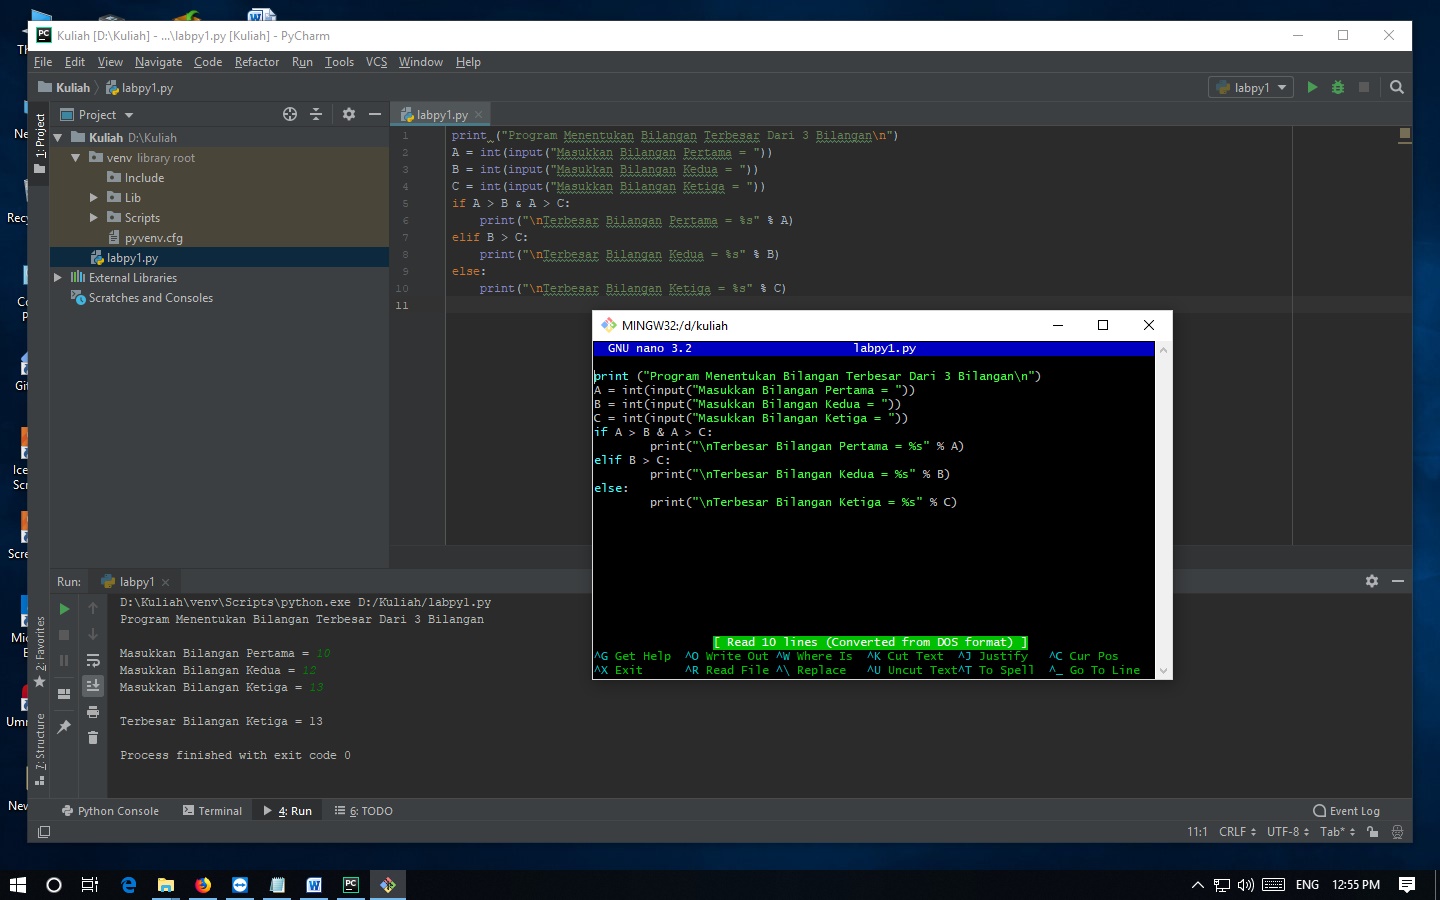 Kuliah [D:\Kuliah] - ...\labpy1.py [Kuliah] - PyCharm
File Edit View Navigate Code Refactor Run Tools VCS Window Help
Kuliah labpy1.py labpy1
1: Project
Project
Kuliah D:\Kuliah
venv library root
Include
Lib
Scripts
pyvenv.cfg
labpy1.py
External Libraries
Scratches and Consoles
labpy1.py
1 print ("Program Menentukan Bilangan Terbesar Dari 3 Bilangan\n")
2 A = int(input("Masukkan Bilangan Pertama = "))
3 B = int(input("Masukkan Bilangan Kedua = "))
4 C = int(input("Masukkan Bilangan Ketiga = "))
5 if A > B & A > C:
6 print("\nTerbesar Bilangan Pertama = %s" % A)
7 elif B > C:
8 print("\nTerbesar Bilangan Kedua = %s" % B)
9 else:
10 print("\nTerbesar Bilangan Ketiga = %s" % C)
11
MINGW32:/d/kuliah
GNU nano 3.2 labpy1.py
print ("Program Menentukan Bilangan Terbesar Dari 3 Bilangan\n")
A = int(input("Masukkan Bilangan Pertama = "))
B = int(input("Masukkan Bilangan Kedua = "))
C = int(input("Masukkan Bilangan Ketiga = "))
if A > B & A > C:
print("\nTerbesar Bilangan Pertama = %s" % A)
elif B > C:
print("\nTerbesar Bilangan Kedua = %s" % B)
else:
print("\nTerbesar Bilangan Ketiga = %s" % C)
[ Read 10 lines (Converted from DOS format) ]
^G Get Help ^O Write Out ^W Where Is ^K Cut Text ^J Justify ^C Cur Pos
^X Exit ^R Read File ^\ Replace ^U Uncut Text ^T To Spell ^_ Go To Line
Run: labpy1
D:\Kuliah\venv\Scripts\python.exe D:/Kuliah/labpy1.py
Program Menentukan Bilangan Terbesar Dari 3 Bilangan
Masukkan Bilangan Pertama = 10
Masukkan Bilangan Kedua = 12
Masukkan Bilangan Ketiga = 13
Terbesar Bilangan Ketiga = 13
Process finished with exit code 0
2: Favorites
7: Structure
Python Console Terminal 4: Run 6: TODO Event Log
11:1 CRLF UTF-8 Tab*
ENG 12:55 PM